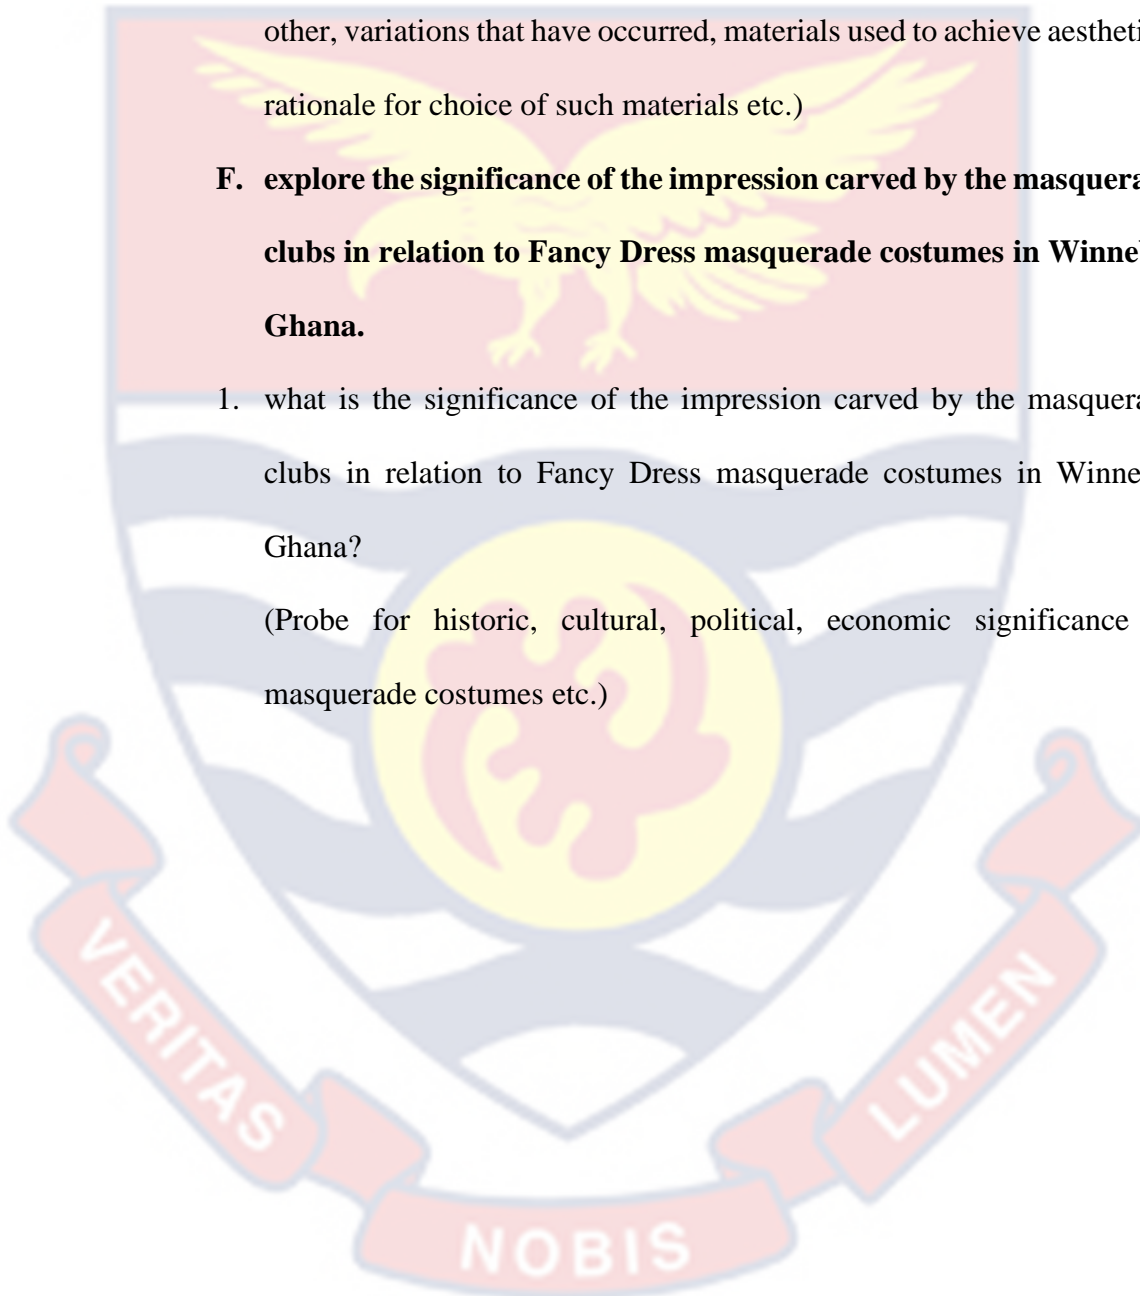 other, variations that have occurred, materials used to achieve aestheti
rationale for choice of such materials etc.)
F. explore the significance of the impression carved by the masquera
clubs in relation to Fancy Dress masquerade costumes in Winne
Ghana.
1. what is the significance of the impression carved by the masquera
clubs in relation to Fancy Dress masquerade costumes in Winne
Ghana?
(Probe for historic, cultural, political, economic significance
masquerade costumes etc.)
VERITAS
NOBIS
LUMEN